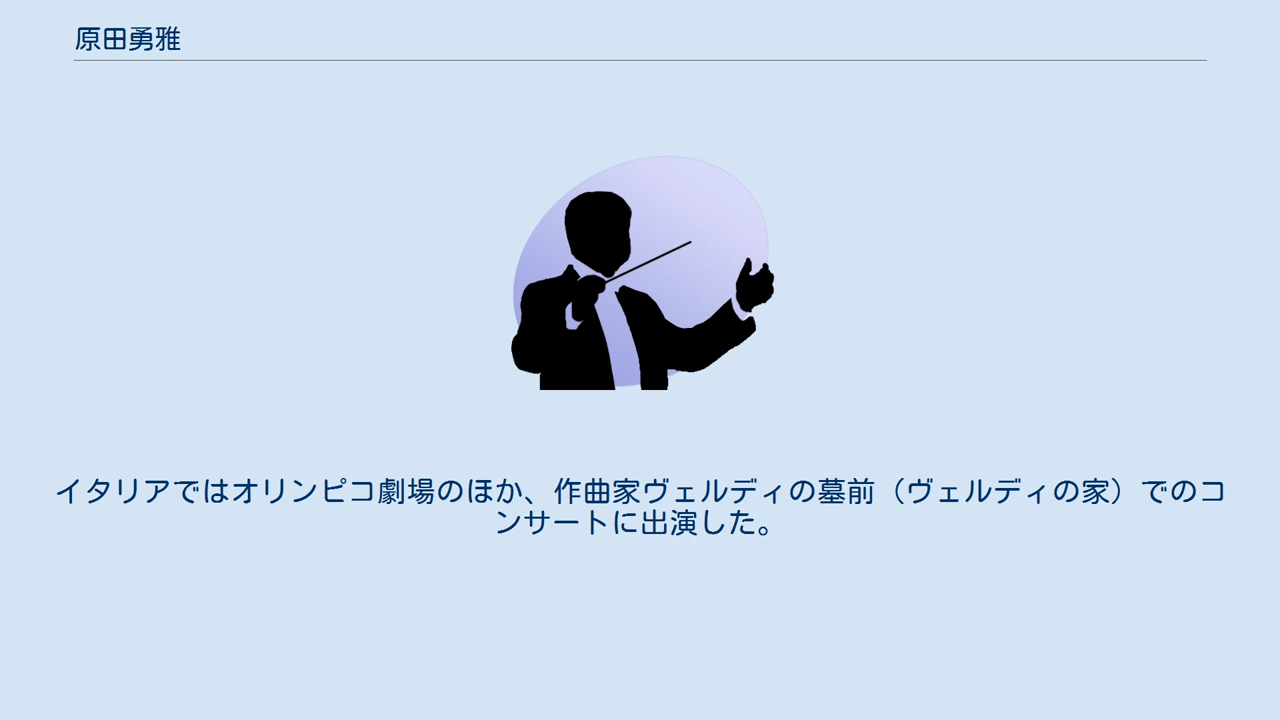 原田勇雅
イタリアではオリンピコ劇場のほか、作曲家ヴェルディの墓前（ヴェルディの家）でのコ
ンサートに出演した。